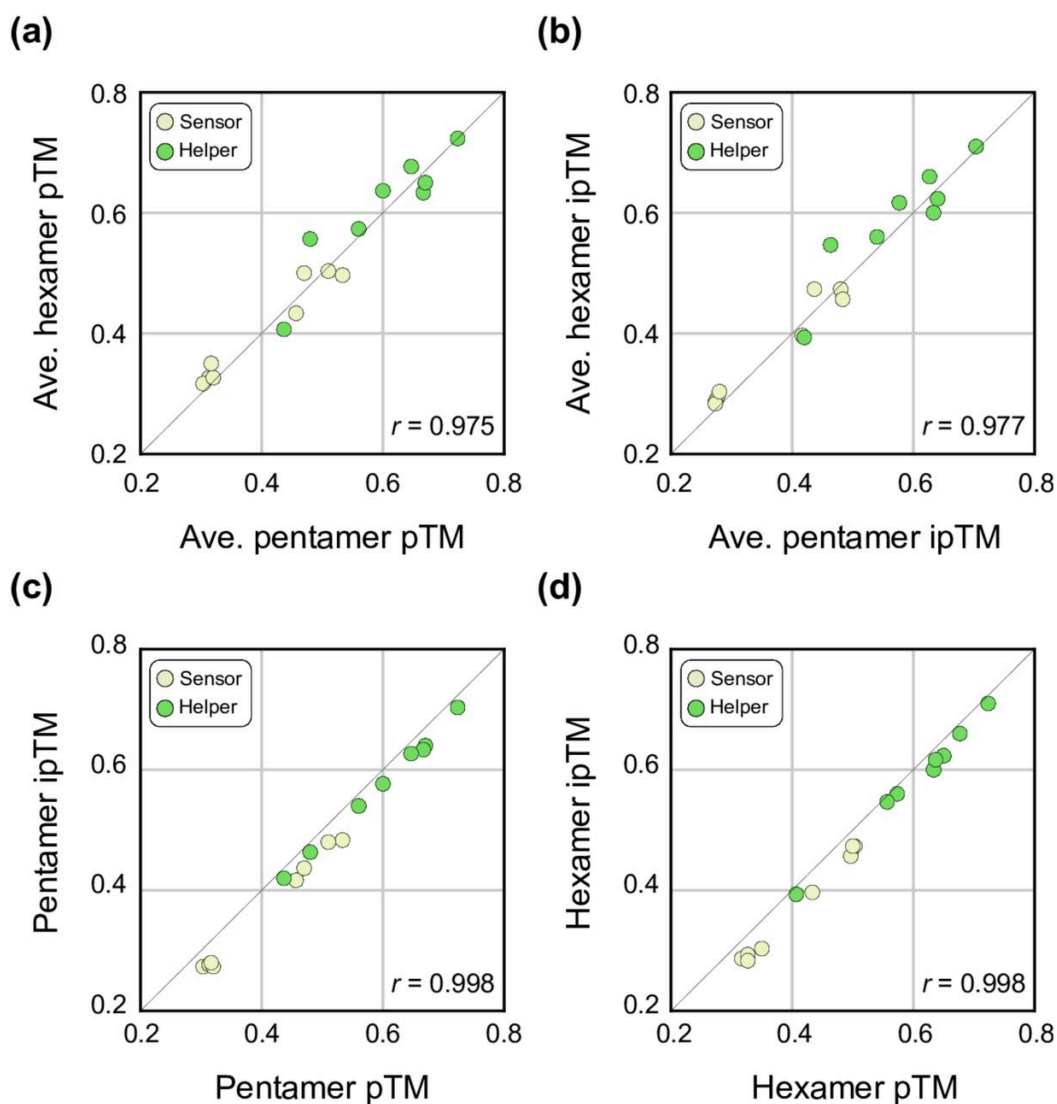 (a)
Ave. hexamer pTM
0.8
0.6
0.4
0.2
Sensor
Helper
r = 0.975
0.2 0.4 0.6 0.8
Ave. pentamer pTM
(b)
Ave. hexamer ipTM
0.8
0.6
0.4
0.2
Sensor
Helper
r = 0.977
0.2 0.4 0.6 0.8
Ave. pentamer ipTM
(c)
Pentamer ipTM
0.8
0.6
0.4
0.2
Sensor
Helper
r = 0.998
0.2 0.4 0.6 0.8
Pentamer pTM
(d)
Hexamer ipTM
0.8
0.6
0.4
0.2
Sensor
Helper
r = 0.998
0.2 0.4 0.6 0.8
Hexamer pTM